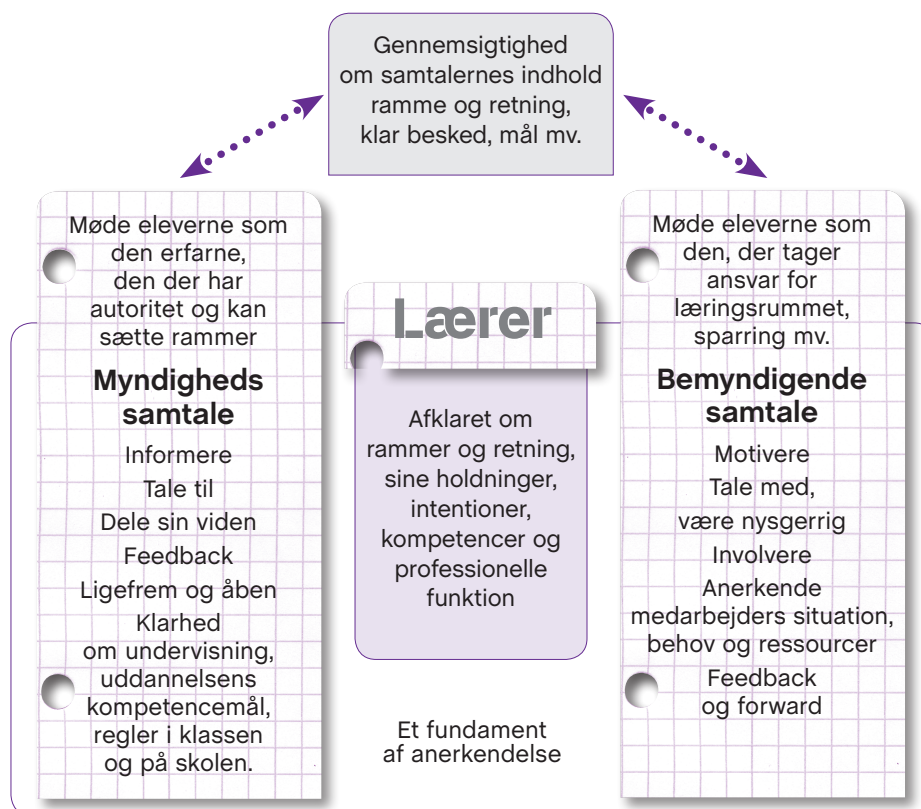 Gennemsigtighed
om samtalernes indhold
ramme og retning,
klar besked, mål mv.
Møde eleverne som
den erfarne,
den der har
autoritet og kan
sætte rammer
Myndigheds
samtale
Informere
Tale til
Dele sin viden
Feedback
Ligefrem og åben
Klarhed
om undervisning,
uddannelsens
kompetencemål,
regler i klassen
og på skolen.
Lærer
Afklaret om
rammer og retning,
sine holdninger,
intentioner,
kompetencer og
professionelle
funktion
Et fundament
af anerkendelse
Møde eleverne som
den, der tager
ansvar for
læringsrummet,
sparring mv.
Bemyndigende
samtale
Motivere
Tale med,
være nysgerrig
Involvere
Anerkende
medarbejders situation,
behov og ressourcer
Feedback
og forward